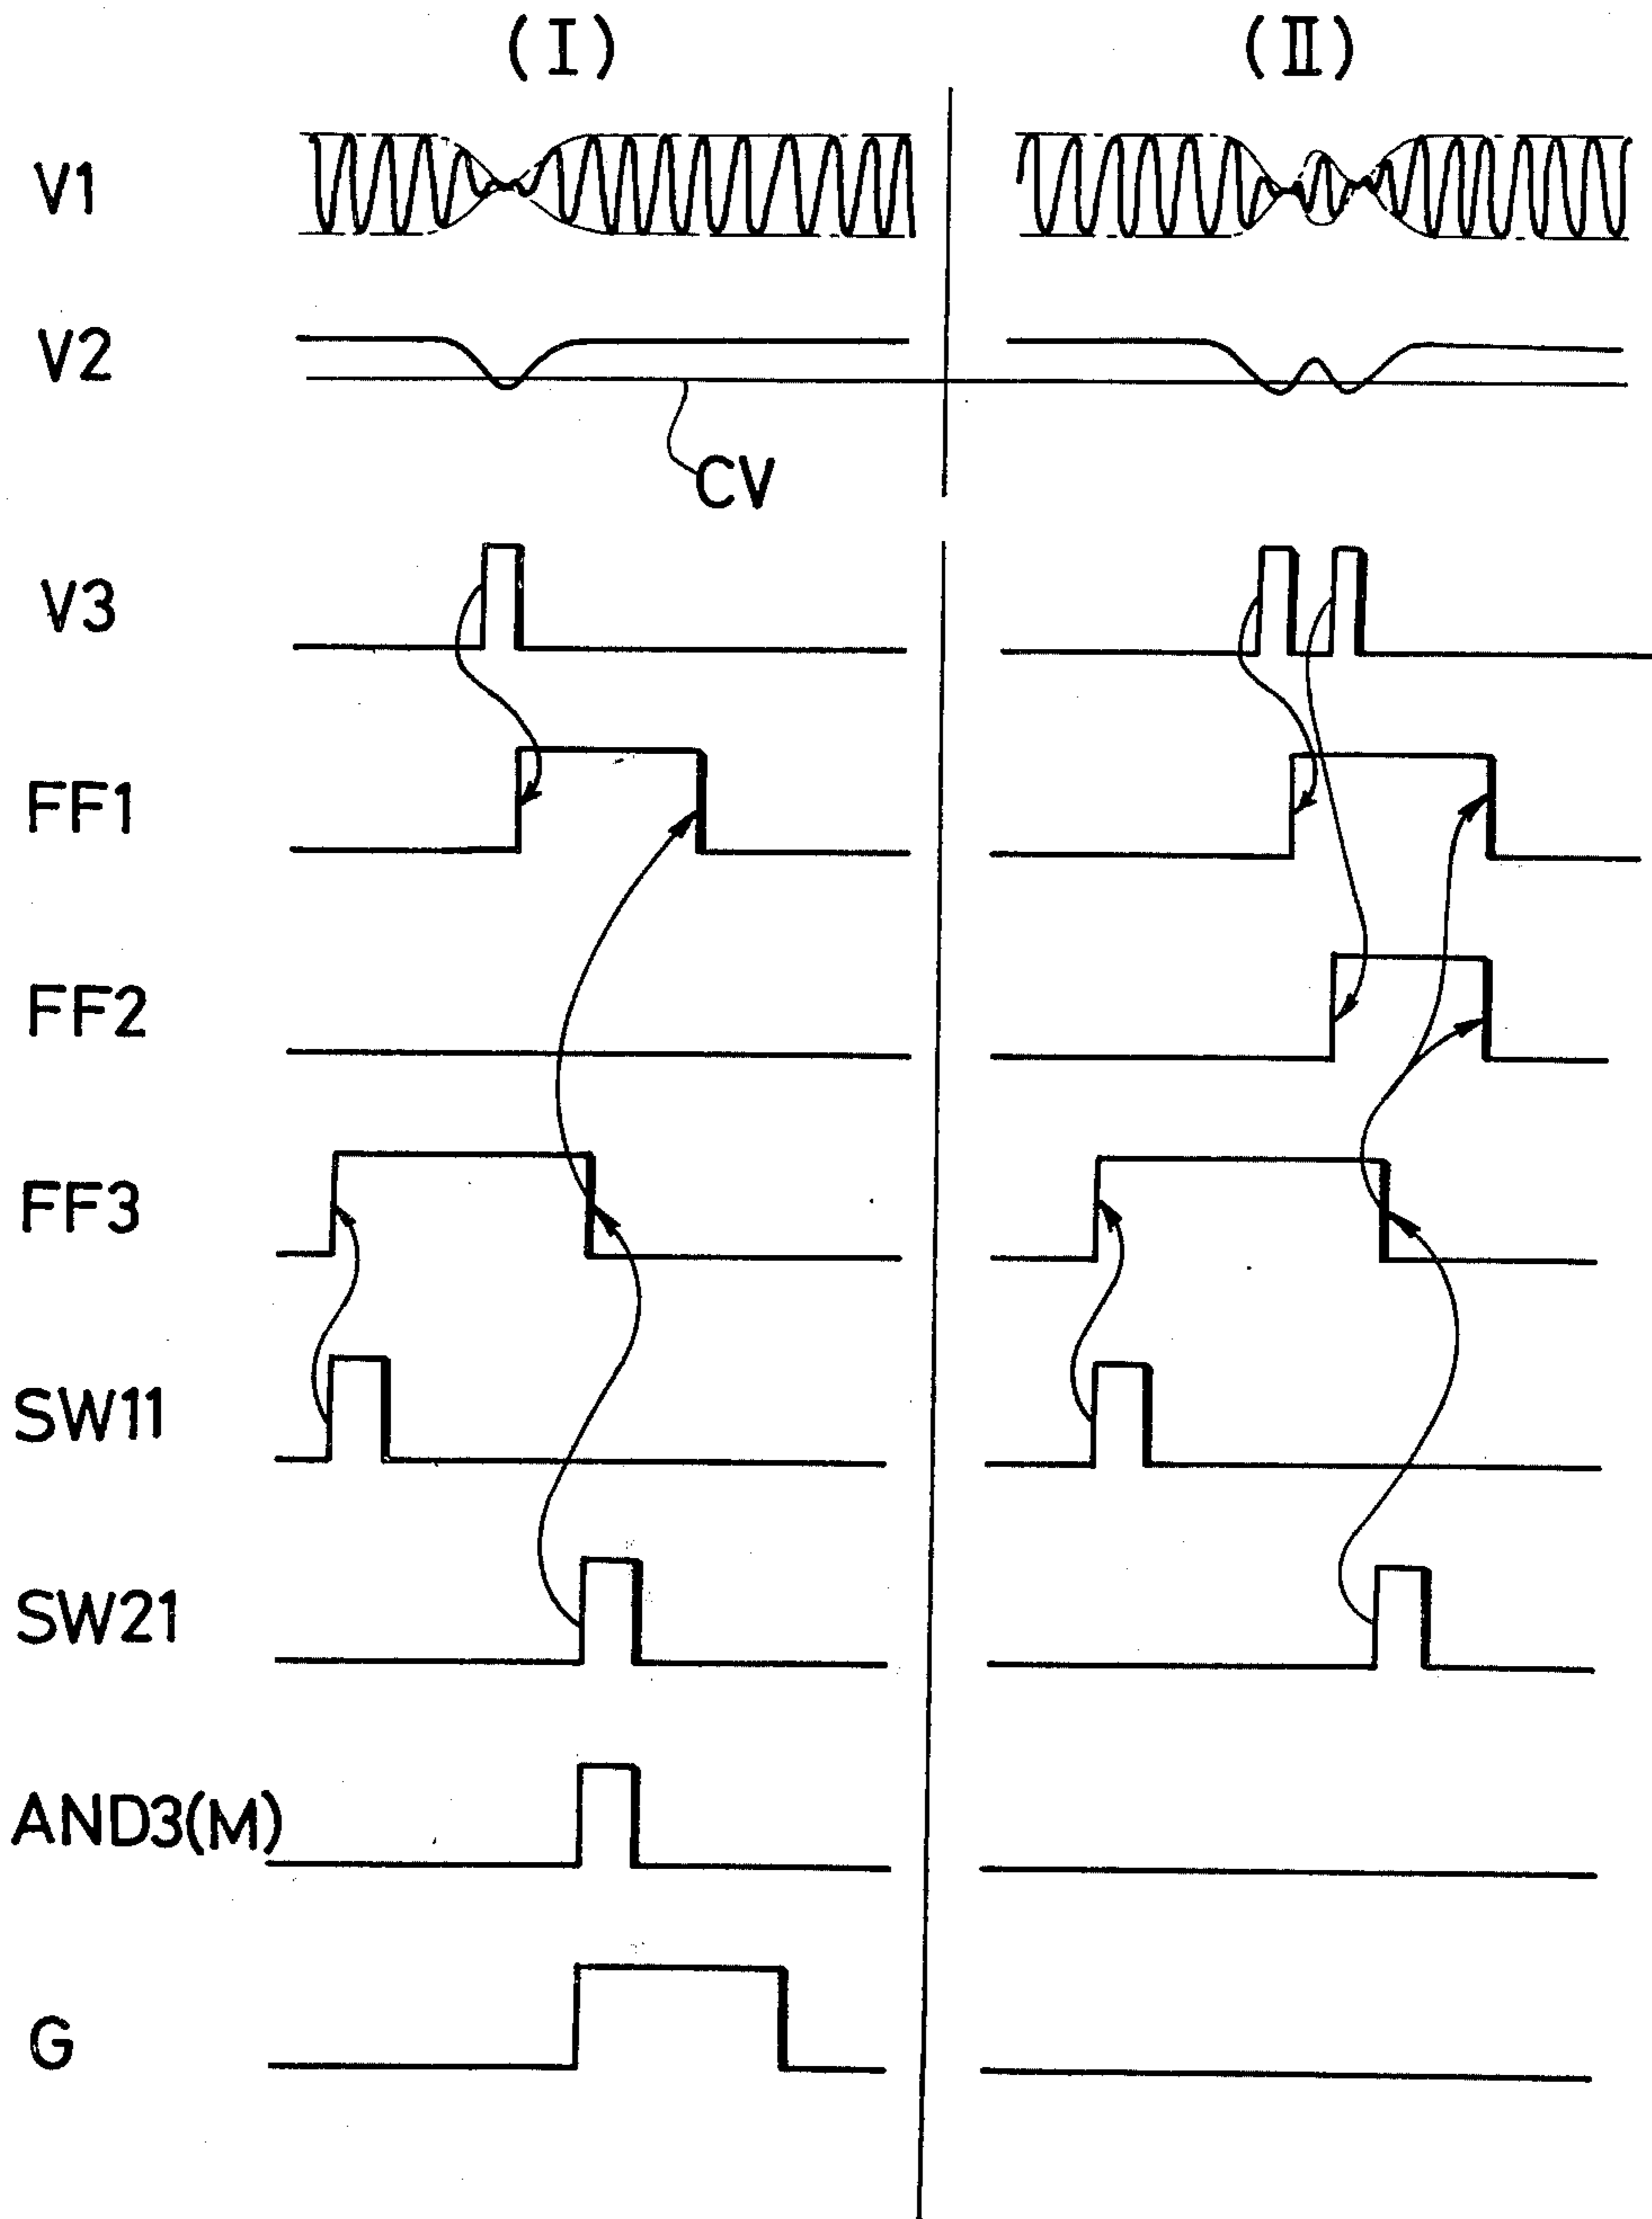 (I) (II)
V1
V2
CV
V3
FF1
FF2
FF3
SW11
SW21
AND3(M)
G